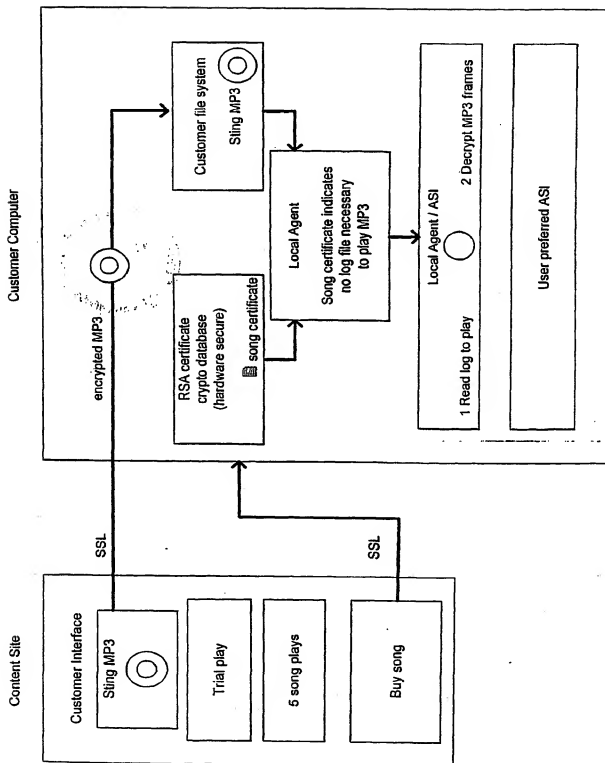 Content Site
Customer Interface
Sting MP3
Trial play
5 song plays
Buy song
SSL
SSL
Customer Computer
encrypted MP3
Customer file system
Sting MP3
RSA certificate
crypto database
(hardware secure)
song certificate
Local Agent
Song certificate indicates
no log file necessary
to play MP3
Local Agent / ASI
1 Read log to play
2 Decrypt MP3 frames
User preferred ASI